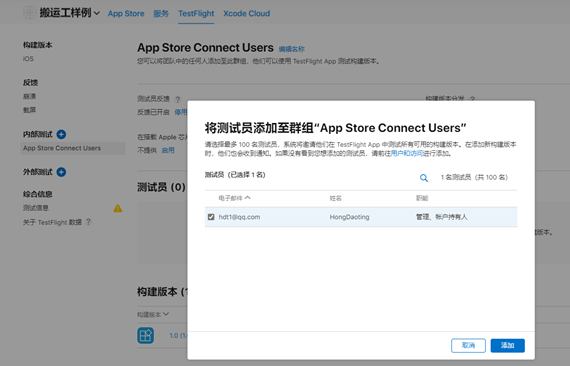 搬运工样例 App Store 服务 TestFlight Xcode Cloud
构建版本
iOS
反馈
崩溃
截屏
内部测试
App Store Connect Users
外部测试
综合信息
测试信息
关于 TestFlight 数据 ?
App Store Connect Users 编辑名称
您可以将团队中的任何人添加至此群组，他们可以使用 TestFlight App 测试构建版本。
测试员反馈 ? 构建版本分发 ?
反馈已开启 停用
在搭载 Apple 芯片
不提供 启用
测试员 (0)
构建版本 (1
构建版本
1.0 (1.
将测试员添加至群组“App Store Connect Users”
请选择最多 100 名测试员，系统将邀请他们在 TestFlight App 中测试所有可用的构建版本。在添加新构建版本
时，他们也会收到通知。如果没有看到您想添加的测试员，请前往用户和访问进行添加。
测试员 (已选择 1 名) 1 名测试员 （共 100 名）
电子邮件 姓名 职能
hdt1@qq.com HongDaoting 管理、帐户持有人
取消 添加